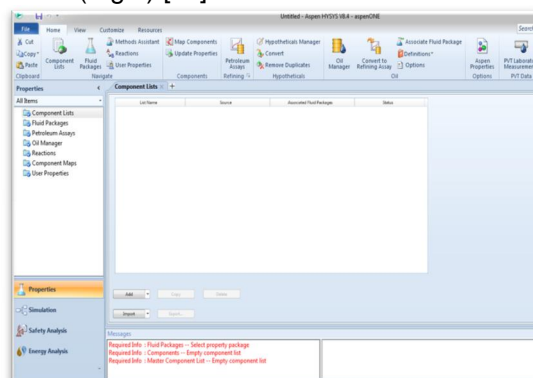 Untitled - Aspen HYSYS V8.4 - aspenONE
File Home View Customize Resources
Search
Cut
Copy
Paste
Clipboard
Component Lists
Fluid Packages
Methods Assistant
Reactions
User Properties
Navigate
Map Components
Update Properties
Components
Petroleum Assays
Refining
Hypotheticals Manager
Convert
Remove Duplicates
Hypotheticals
Oil Manager
Convert to Refining Assay
Associate Fluid Package
Definitions
Options
Oil
Aspen Properties
Options
PVT Laboratory
Measurement
PVT Data
Properties
All Items
Component Lists
Fluid Packages
Petroleum Assays
Oil Manager
Reactions
Component Maps
User Properties
Component Lists
List Name Source Associated Fluid Packages Status
Add Copy Delete
Import Export
Properties
Simulation
Safety Analysis
Energy Analysis
Messages
Required Info : Fluid Packages -- Select property package
Required Info : Components -- Empty component list
Required Info : Master Component List -- Empty component list